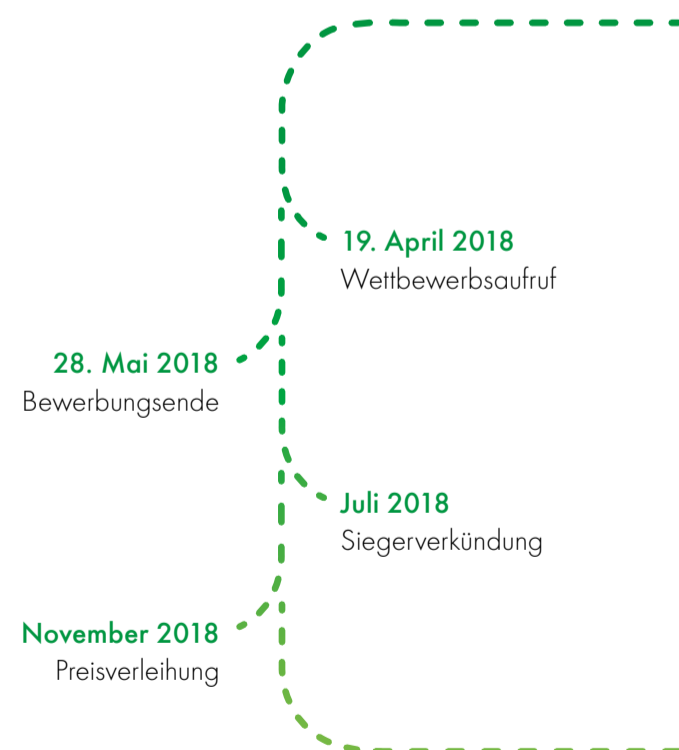 19. April 2018
Wettbewerbsaufruf
28. Mai 2018
Bewerbungsende
Juli 2018
Siegerverkündung
November 2018
Preisverleihung